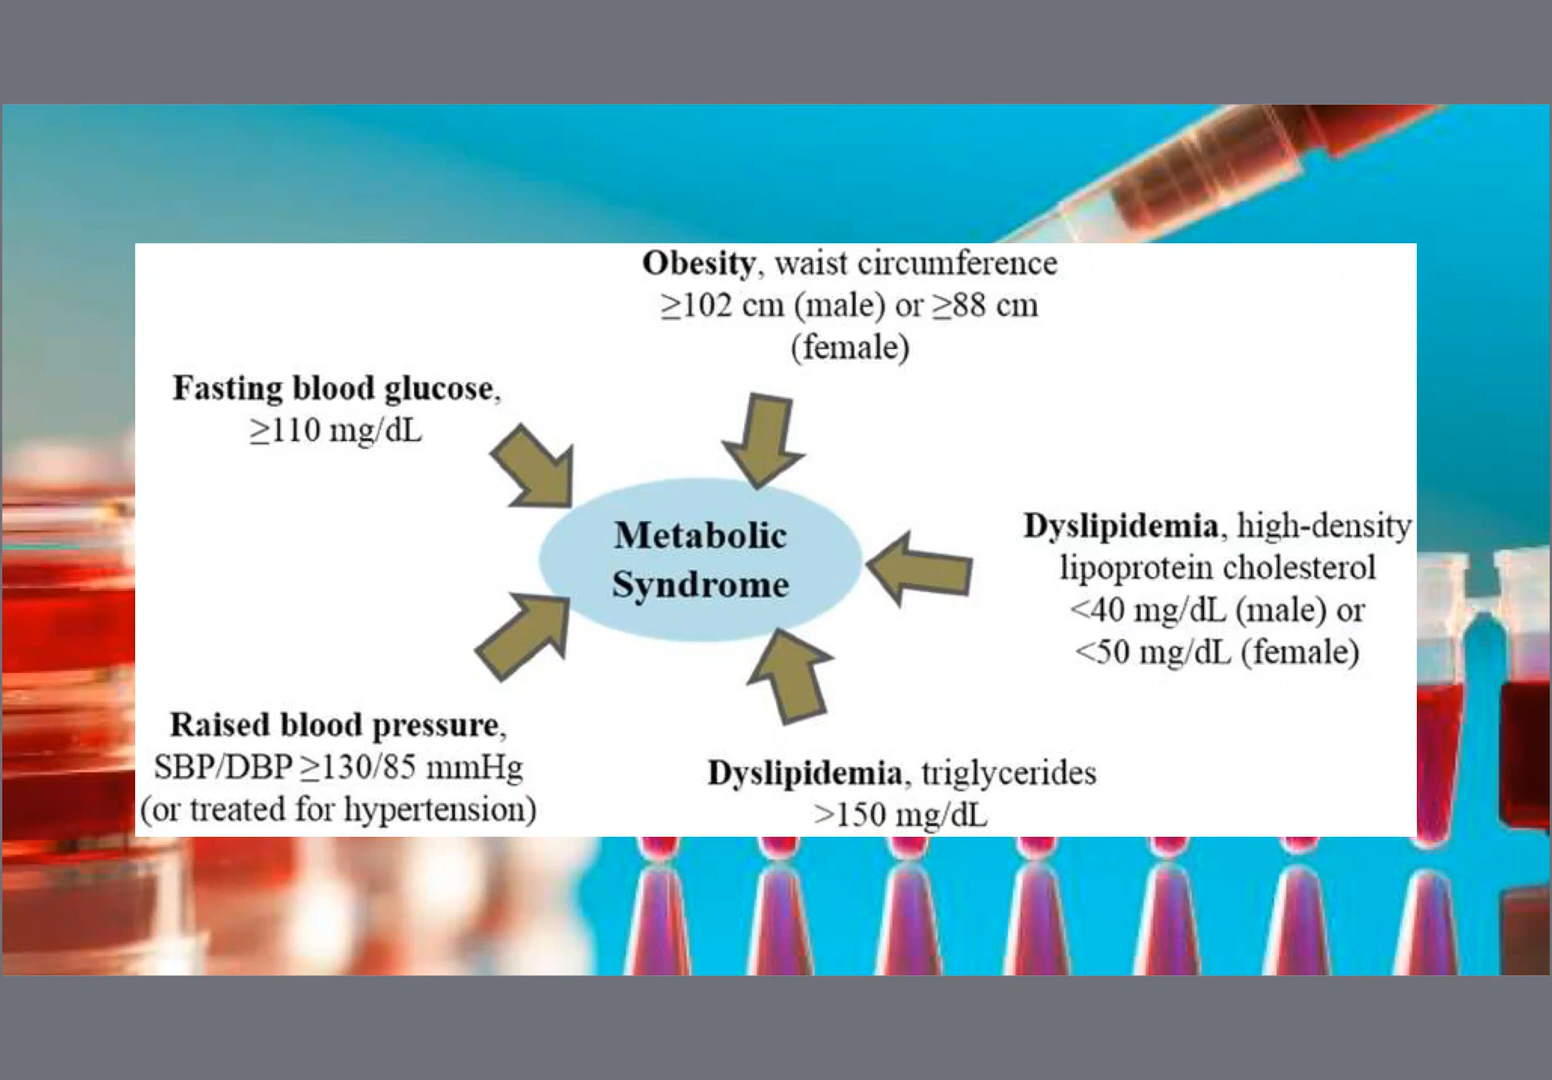 Obesity, waist circumference
≥102 cm (male) or ≥88 cm
(female)
Fasting blood glucose,
≥110 mg/dL
Metabolic
Syndrome
Dyslipidemia, high-density
lipoprotein cholesterol
<40 mg/dL (male) or
<50 mg/dL (female)
Raised blood pressure,
SBP/DBP ≥130/85 mmHg
(or treated for hypertension)
Dyslipidemia, triglycerides
>150 mg/dL